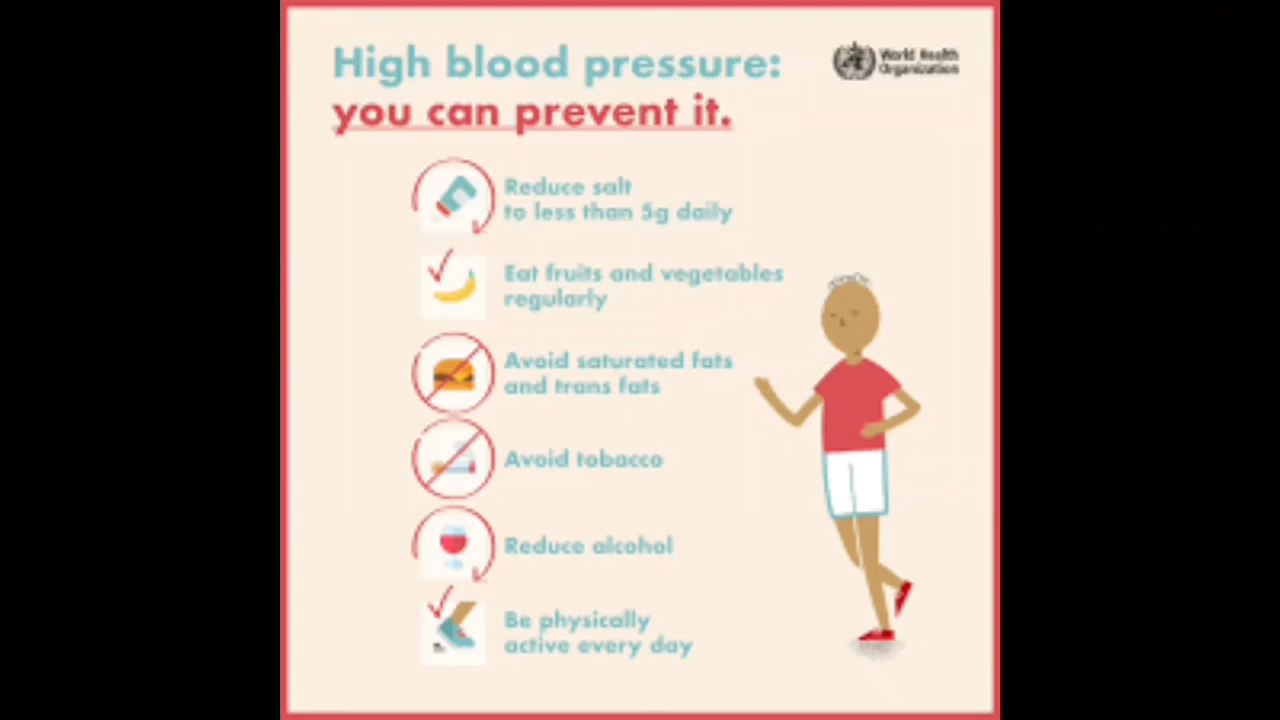 High blood pressure:
you can prevent it.
World Health
Organization
Reduce salt
to less than 5g daily
Eat fruits and vegetables
regularly
Avoid saturated fats
and trans fats
Avoid tobacco
Reduce alcohol
Be physically
active every day